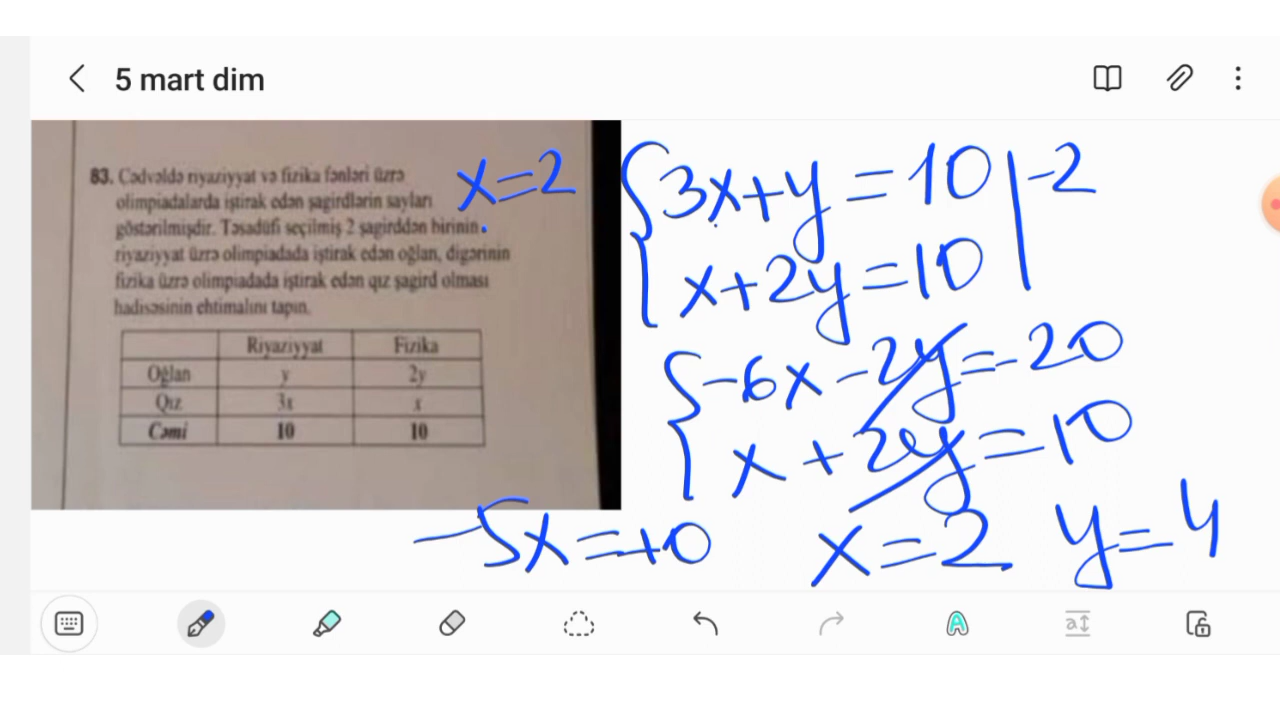 5 mart dim
83. Cədvəldə riyaziyyat və fizika fənləri üzrə
olimpiadalarda iştirak edən şagirdlərin sayları
göstərilmişdir. Təsadüfi seçilmiş 2 şagirddən birinin
riyaziyyat üzrə olimpiadada iştirak edən oğlan, digərinin
fizika üzrə olimpiadada iştirak edən qız şagird olması
hadisəsinin ehtimalını tapın.
Riyaziyyat Fizika
Oğlan y 2y
Qız 3x x
Cəmi 10 10
x=2
3x+y=10 | -2
x+2y=10
-6x-2y=-20
x+2y=10
-5x=-10
x=2 y=4